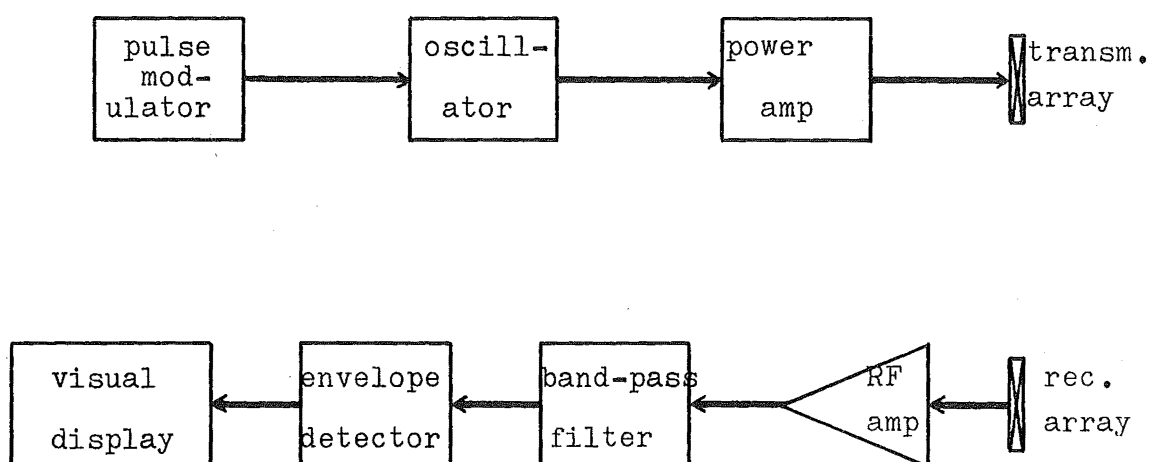 pulse
mod-
ulator
oscill-
ator
power
amp
transm.
array
visual
display
envelope
detector
band-pass
filter
RF
amp
rec.
array